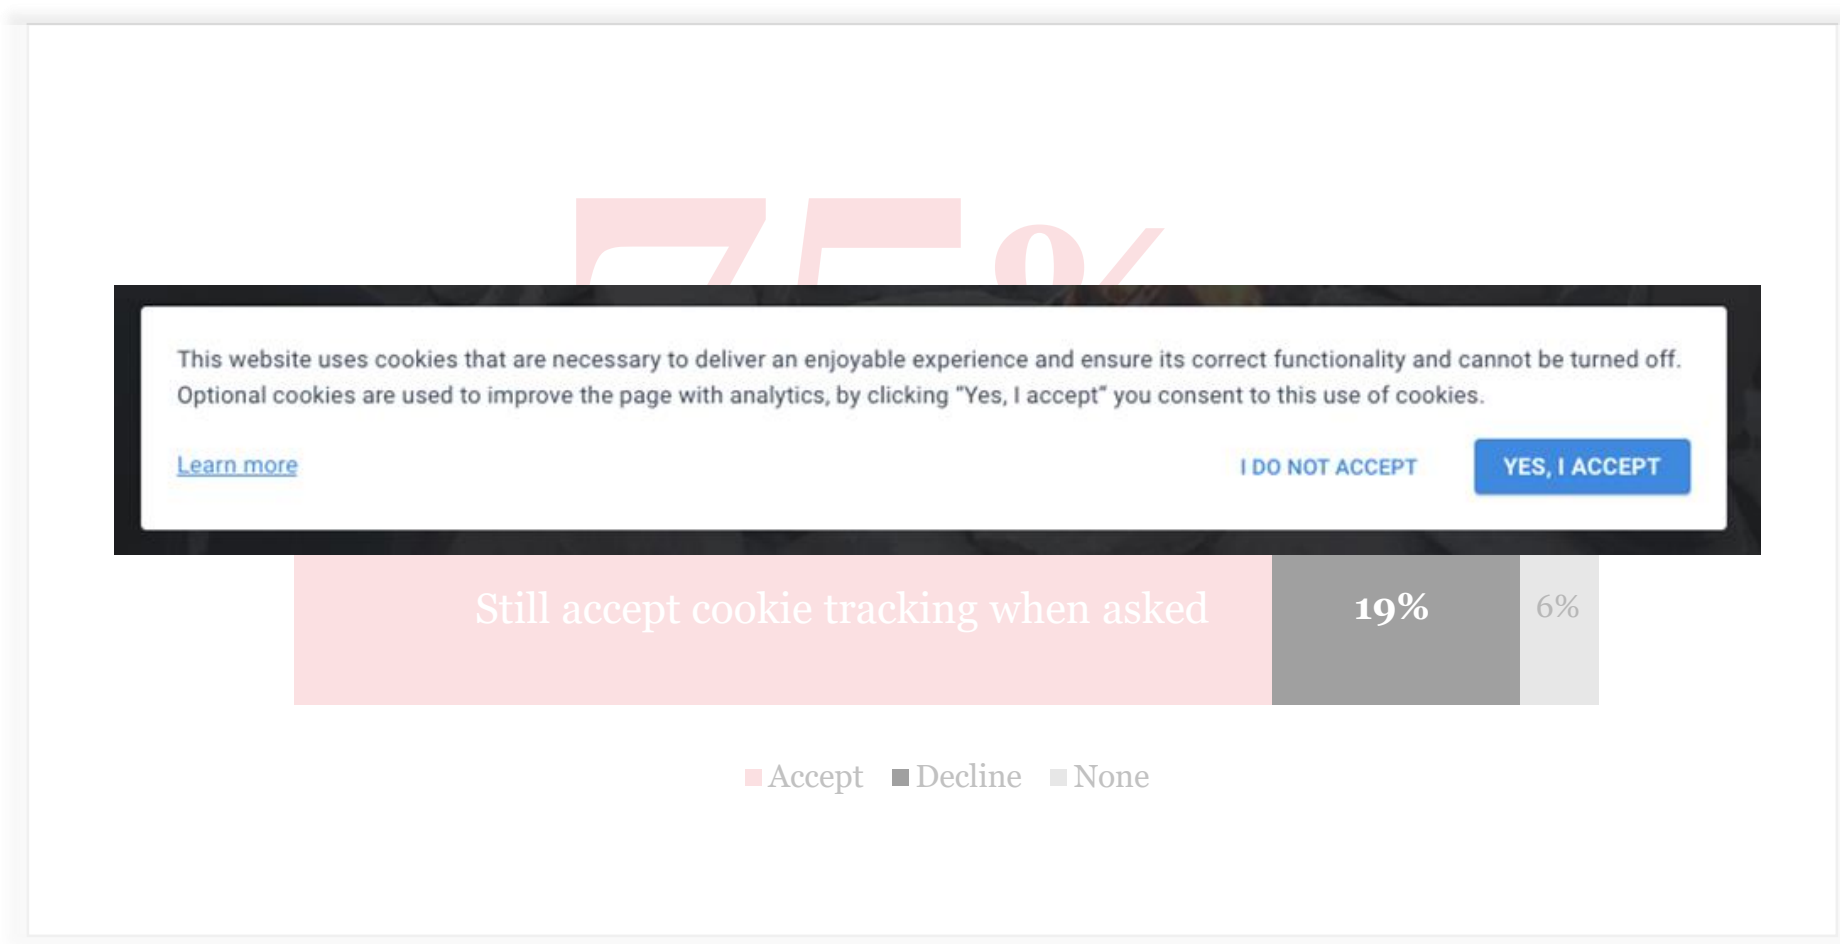 75%
This website uses cookies that are necessary to deliver an enjoyable experience and ensure its correct functionality and cannot be turned off.
Optional cookies are used to improve the page with analytics, by clicking “Yes, I accept” you consent to this use of cookies.
Learn more
I DO NOT ACCEPT
YES, I ACCEPT
Still accept cookie tracking when asked
19%
6%
Accept
Decline
None